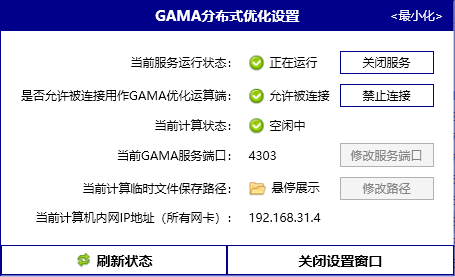 GAMA分布式优化设置 <最小化>
当前服务运行状态： 正在运行 关闭服务
是否允许被连接用作GAMA优化运算端： 允许被连接 禁止连接
当前计算状态： 空闲中
当前GAMA服务端口： 4303 修改服务端口
当前计算临时文件保存路径： 悬停展示 修改路径
当前计算机内网IP地址（所有网卡）： 192.168.31.4
刷新状态 关闭设置窗口